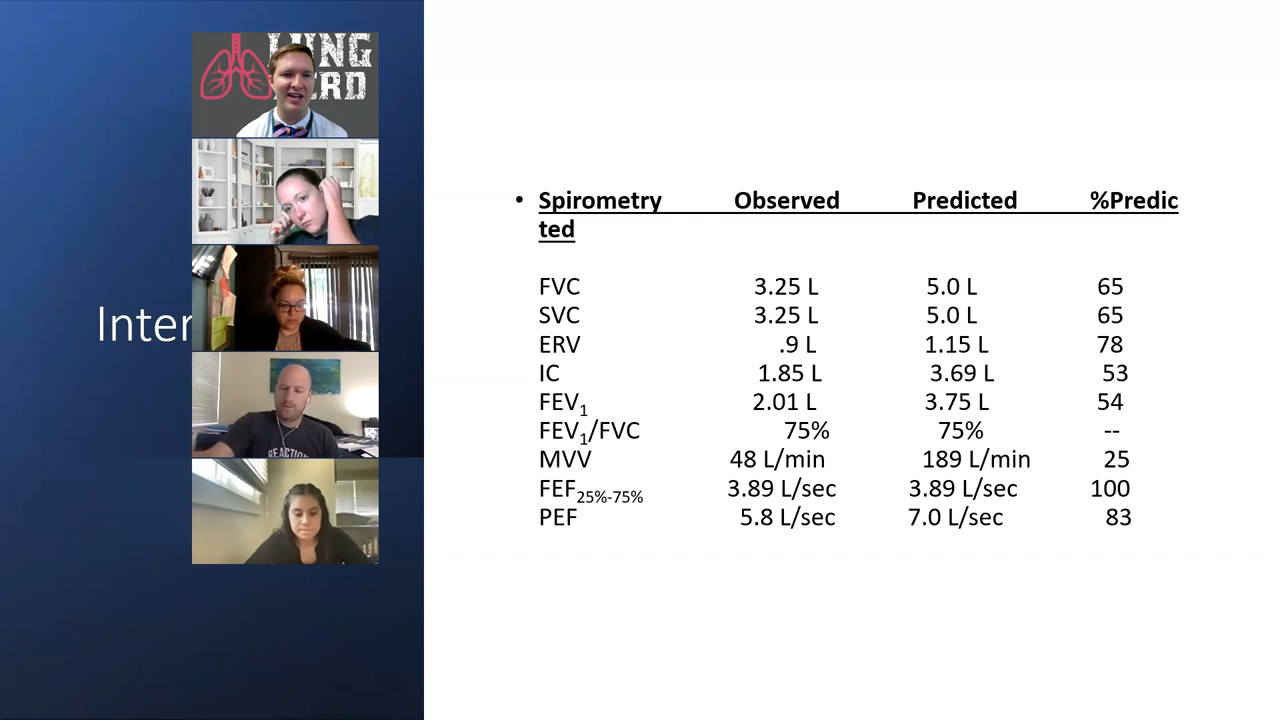 LUNG
Inter
• Spirometry Observed Predicted %Predic
ted
FVC 3.25 L 5.0 L 65
SVC 3.25 L 5.0 L 65
ERV .9 L 1.15 L 78
IC 1.85 L 3.69 L 53
FEV1 2.01 L 3.75 L 54
FEV1/FVC 75% 75% --
MVV 48 L/min 189 L/min 25
FEF25%-75% 3.89 L/sec 3.89 L/sec 100
PEF 5.8 L/sec 7.0 L/sec 83